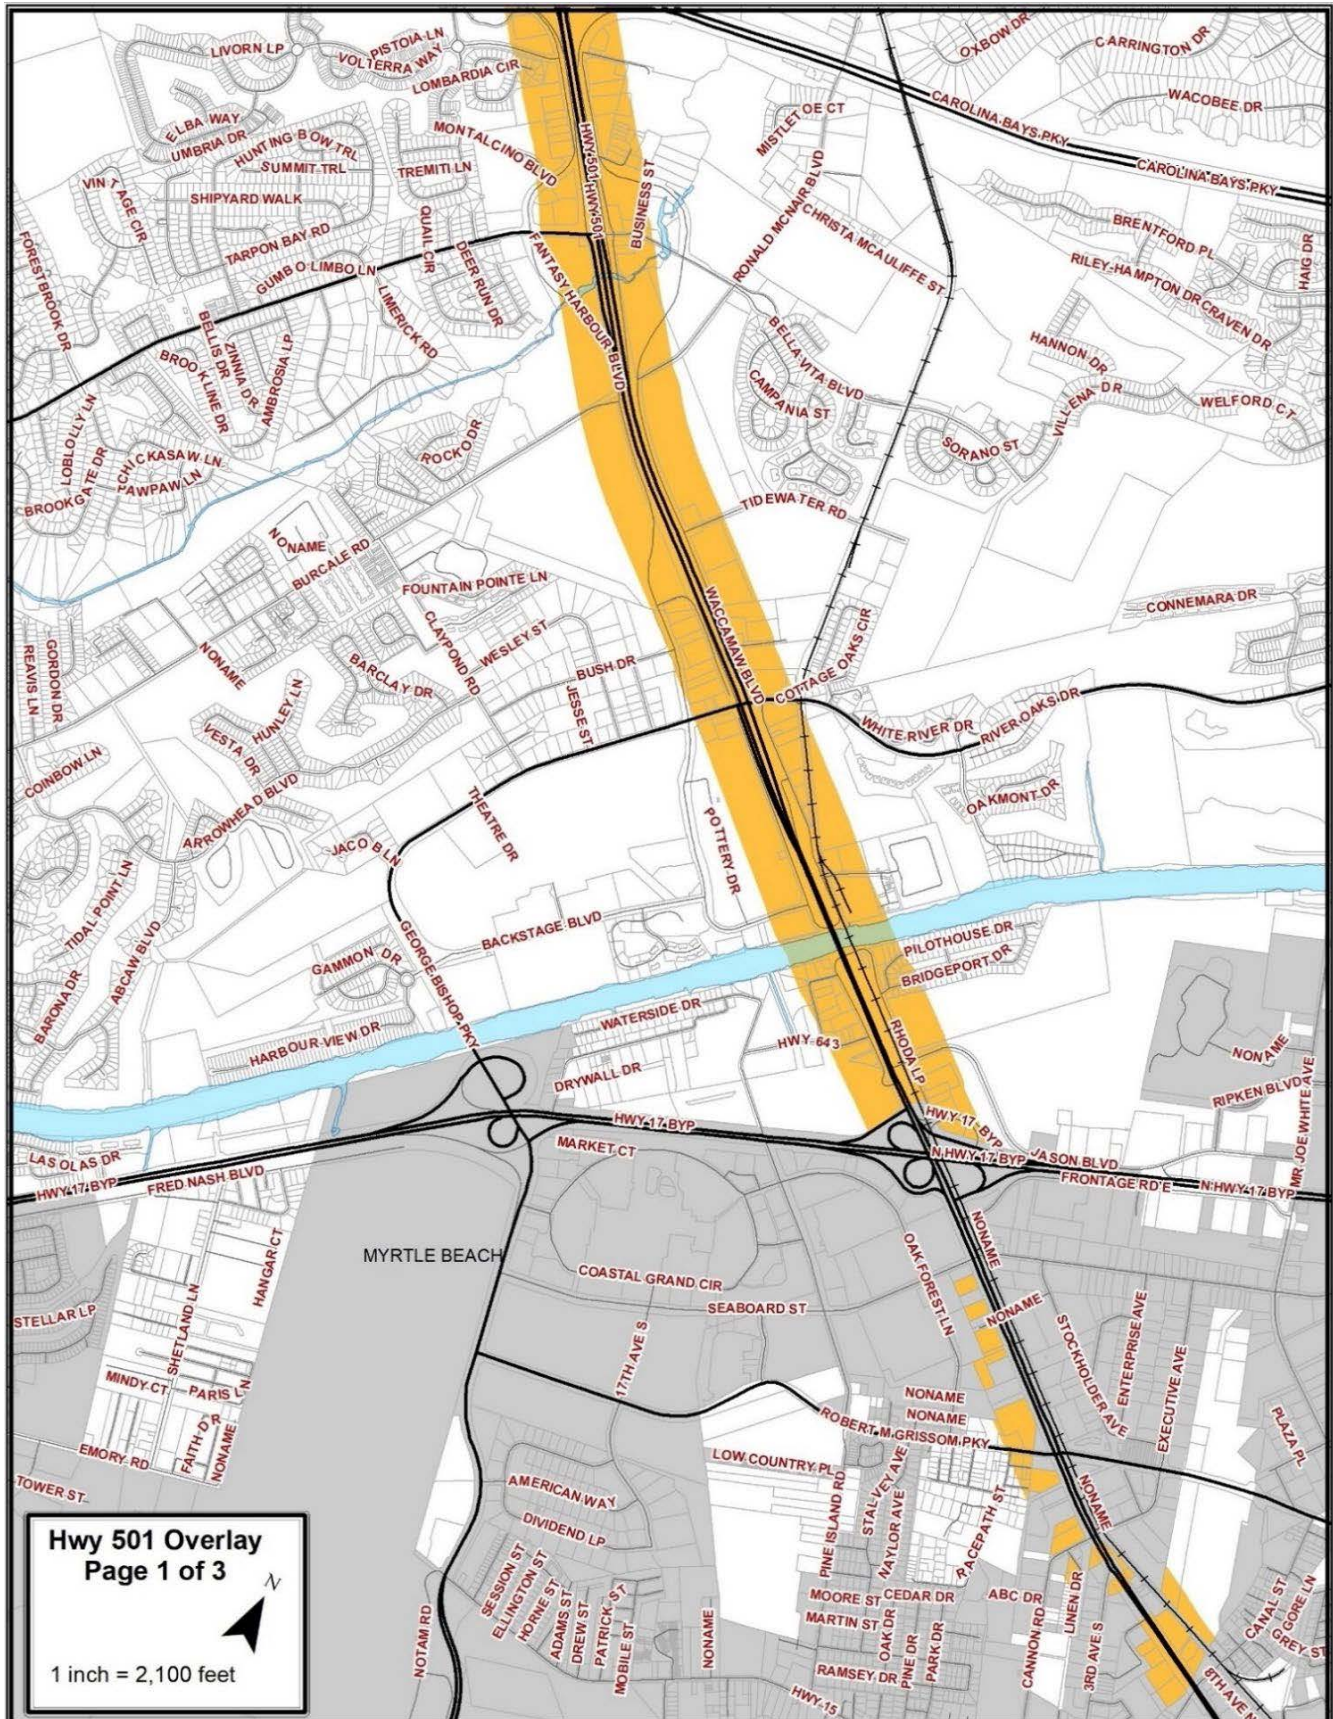 LIVORN LP
PISTOIA LN
VOLTERRA WAY
LOMBARDIA CIR
OXBOW DR
CARRINGTON DR
WACOBEE DR
CAROLINA BAYS PKY
CAROLINA BAYS PKY
ELBA WAY
UMBRIA DR
HUNTING BOW TRL
SUMMIT TRL
MONTALCINO BLVD
TREMITI LN
HWY 501 HWY 501
BUSINESS ST
MISTLETOE CT
RONALD MCNAIR BLVD
CHRISTA MCAULIFFE ST
BRENTFORD PL
RILEY-HAMPTON DR
CRAVEN DR
HAIG DR
VINTAGE CIR
SHIPYARD WALK
TARPON BAY RD
GUMBO LIMBO LN
QUAIL CIR
DEER RUN DR
FANTASY HARBOUR BLVD
FORESTBROOK DR
LIMERICK RD
BELLIS DR
ZINNIA DR
BROOKLINE DR
AMBROSIA LP
BELLA VITA BLVD
CAMPANIA ST
HANNON DR
VILLENA DR
WELFORD CT
SORANO ST
LOBLOLLY LN
CHICKASAW LN
PAWPAW LN
BROOKGATE DR
ROCKO DR
TIDEWATER RD
NONAME
BURCALE RD
FOUNTAIN POINTE LN
CLAYPOND RD
WESLEY ST
WACCAMAW BLVD
COTTAGE OAKS CIR
CONNEMARA DR
REAVIS LN
GORDON DR
NONAME
BARCLAY DR
BUSH DR
JESSE ST
HUNLEY LN
VESTA DR
WHITE RIVER DR
RIVER OAKS DR
COINBOW LN
ARROWHEAD BLVD
THEATRE DR
OAKMONT DR
JACOB LN
POTTERY DR
TIDAL POINT LN
ABCAW BLVD
BARONA DR
BACKSTAGE BLVD
GAMMON DR
GEORGE BISHOP PKY
PILOTHOUSE DR
BRIDGEPORT DR
HARBOUR VIEW DR
WATERSIDE DR
HWY 643
RHODA LP
DRYWALL DR
NONAME
RIPKEN BLVD
MR JOE WHITE AVE
HWY 17 BYP
HWY 17 BYP
N HWY 17 BYP
JASON BLVD
FRONTAGE RD E
N HWY 17 BYP
MARKET CT
LAS OLAS DR
HWY 17 BYP
FRED NASH BLVD
HANGAR CT
MYRTLE BEACH
COASTAL GRAND CIR
SEABOARD ST
OAK FOREST LN
NONAME
NONAME
STELLAR LP
SHETLAND LN
STOCKHOLDER AVE
ENTERPRISE AVE
EXECUTIVE AVE
17TH AVE S
MINDY CT
PARIS LN
FAITH DR
NONAME
EMORY RD
TOWER ST
NONAME
NONAME
ROBERT M GRISSOM PKY
LOW COUNTRY PL
PINE ISLAND RD
STALVEY AVE
NAYLOR AVE
RACEPATH ST
NONAME
PLAZA PL
AMERICAN WAY
DIVIDEND LP
SESSION ST
ELLINGTON ST
HORNE ST
ADAMS ST
DREW ST
PATRICK ST
MOBILE ST
NONAME
NOTAM RD
MOORE ST
CEDAR DR
MARTIN ST
OAK DR
PINE DR
PARK DR
RAMSEY DR
HWY-15
ABC DR
CANNON RD
LINEN DR
3RD AVE S
CANAL ST
GORE LN
GREY ST
8TH AVE N
Hwy 501 Overlay
Page 1 of 3
N
1 inch = 2,100 feet